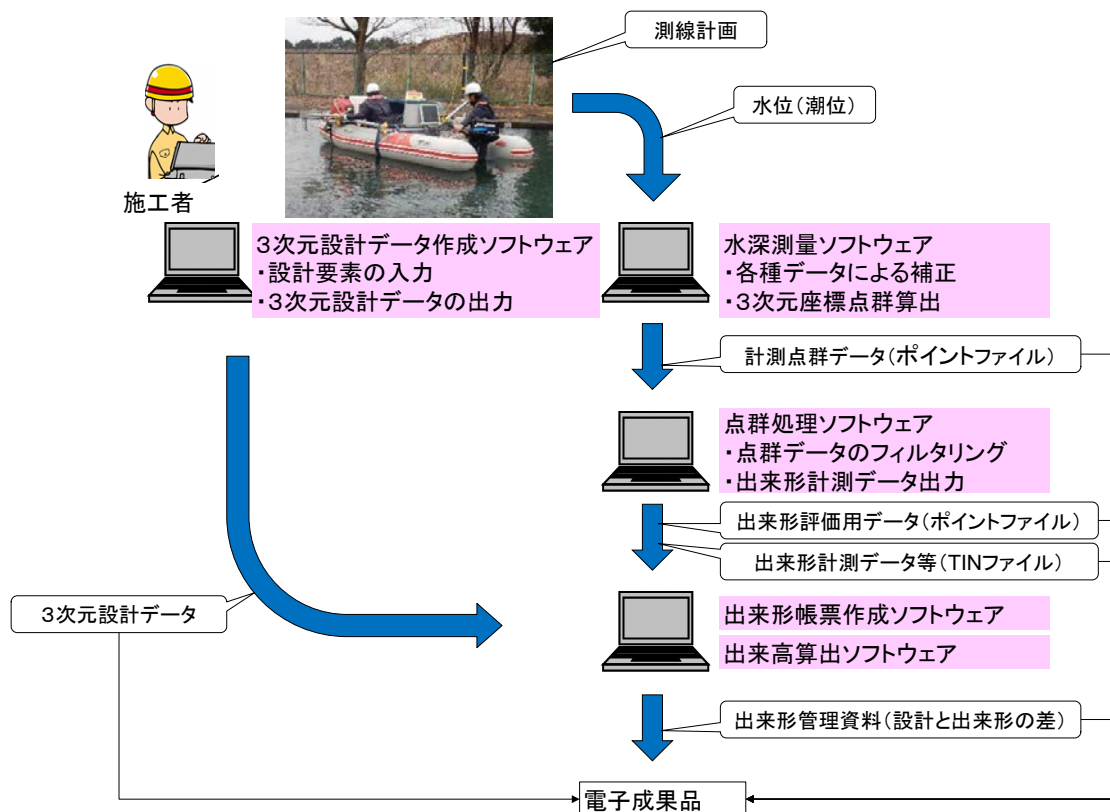 測線計画
水位(潮位)
施工者
3次元設計データ作成ソフトウェア
・設計要素の入力
・3次元設計データの出力
水深測量ソフトウェア
・各種データによる補正
・3次元座標点群算出
計測点群データ(ポイントファイル)
点群処理ソフトウェア
・点群データのフィルタリング
・出来形計測データ出力
出来形評価用データ(ポイントファイル)
出来形計測データ等(TINファイル)
3次元設計データ
出来形帳票作成ソフトウェア
出来高算出ソフトウェア
出来形管理資料(設計と出来形の差)
電子成果品